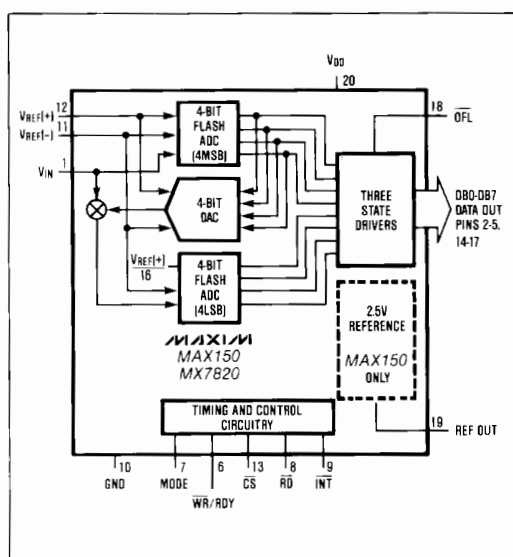 VDD
20
12
VREF(+)
11
VREF(-)
1
VIN
4-BIT
FLASH
ADC
(4MSB)
18
OFL
4-BIT
DAC
THREE
STATE
DRIVERS
DB0-DB7
DATA OUT
PINS 2-5,
14-17
VREF(+)
16
4-BIT
FLASH
ADC
(4LSB)
2.5V
REFERENCE
MAX150
ONLY
MAXIM
MAX150
MX7820
TIMING AND CONTROL
CIRCUITRY
19
REF OUT
10
7
6
13
8
9
GND
MODE
WR/RDY
CS
RD
INT